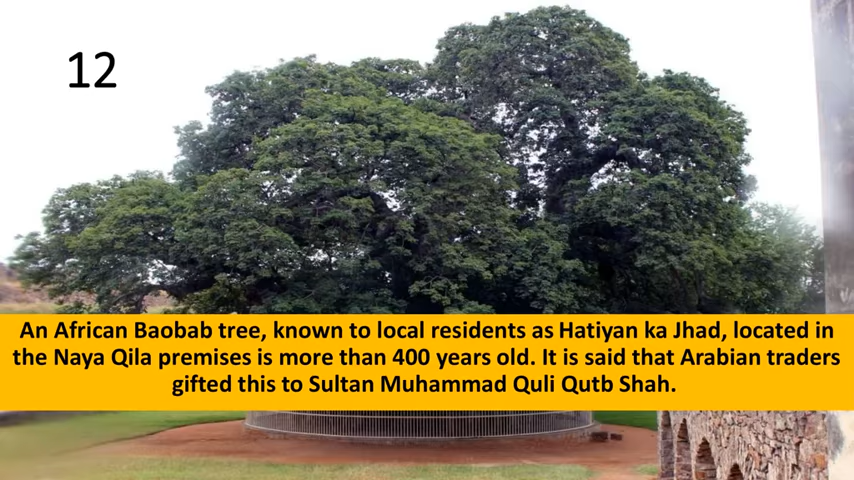 12
An African Baobab tree, known to local residents as Hatiyan ka Jhad, located in
the Naya Qila premises is more than 400 years old. It is said that Arabian traders
gifted this to Sultan Muhammad Quli Qutb Shah.